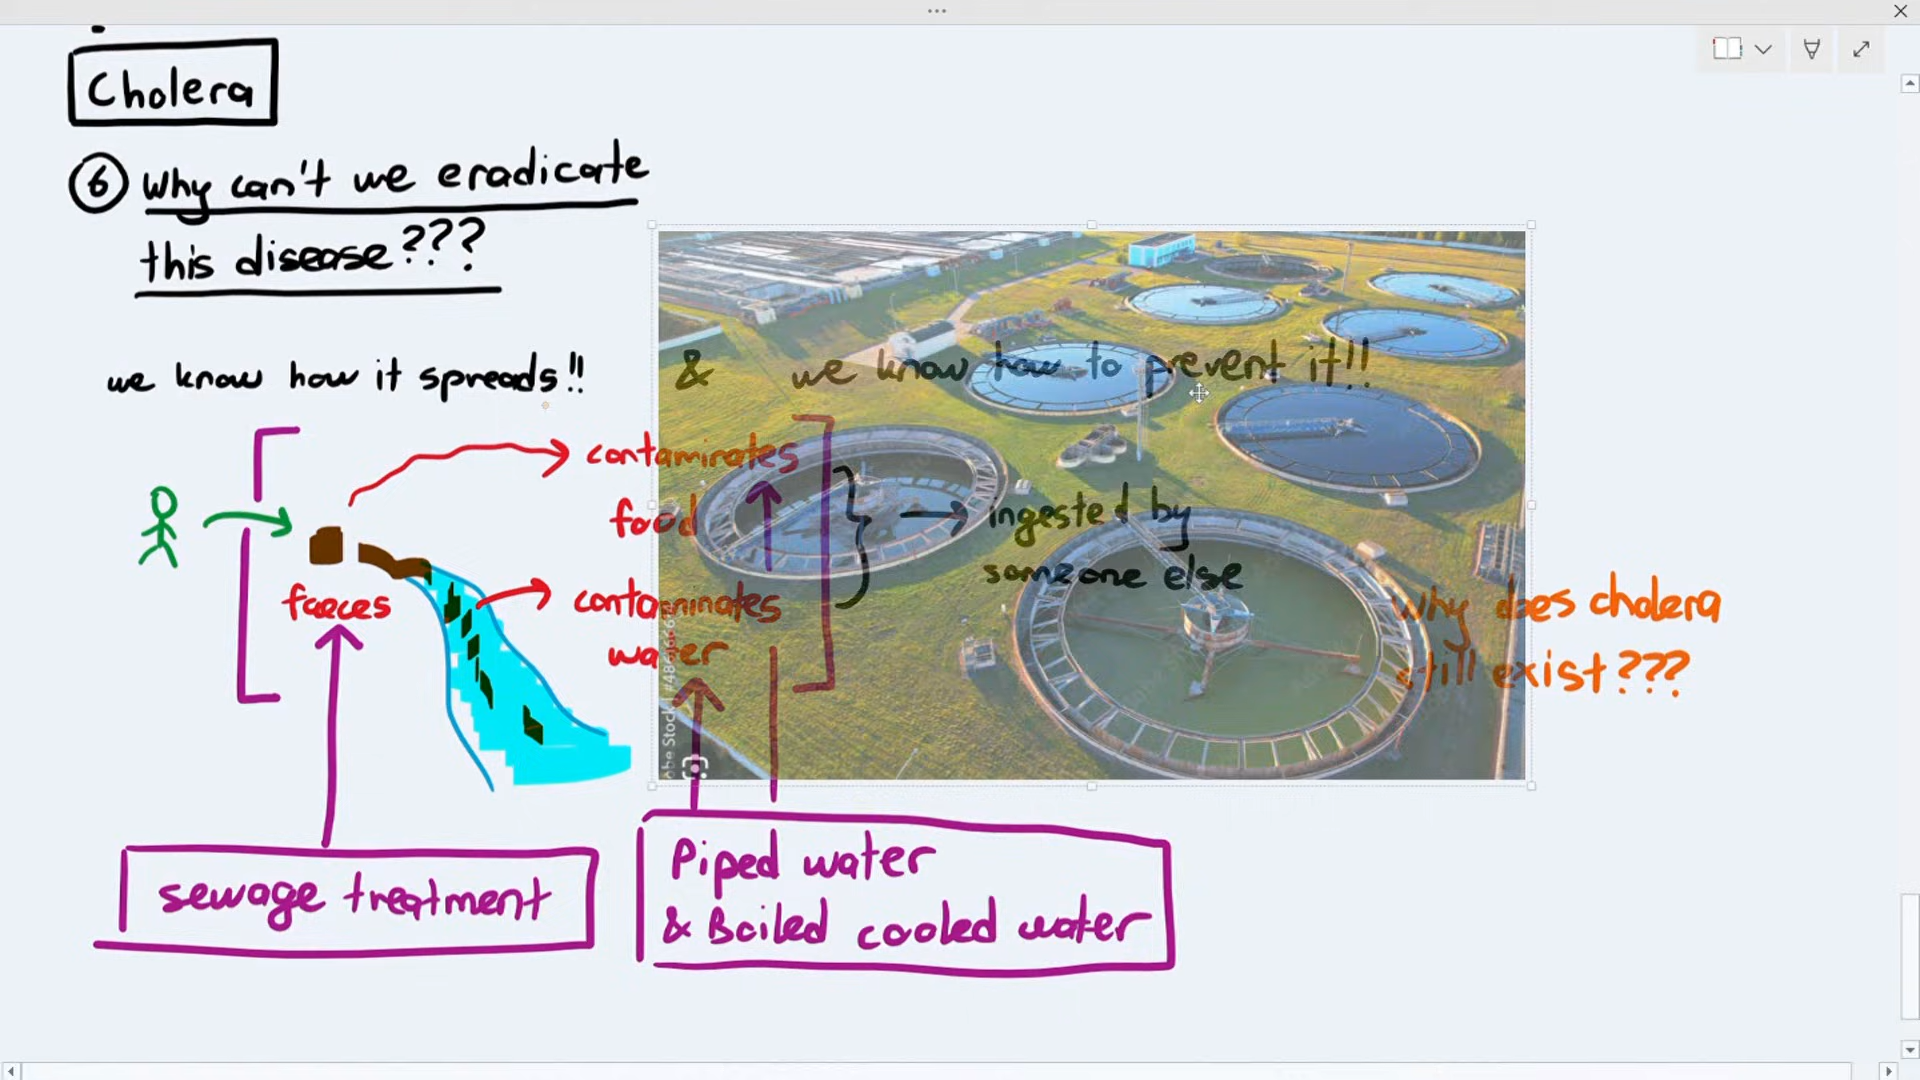 Cholera
6 Why can't we eradicate
this disease???
we know how it spreads!! & we know how to prevent it!!
contaminates
food
ingested by
someone else
faeces
contaminates
water
why does cholera
still exist???
sewage treatment
Piped water
& Boiled cooled water